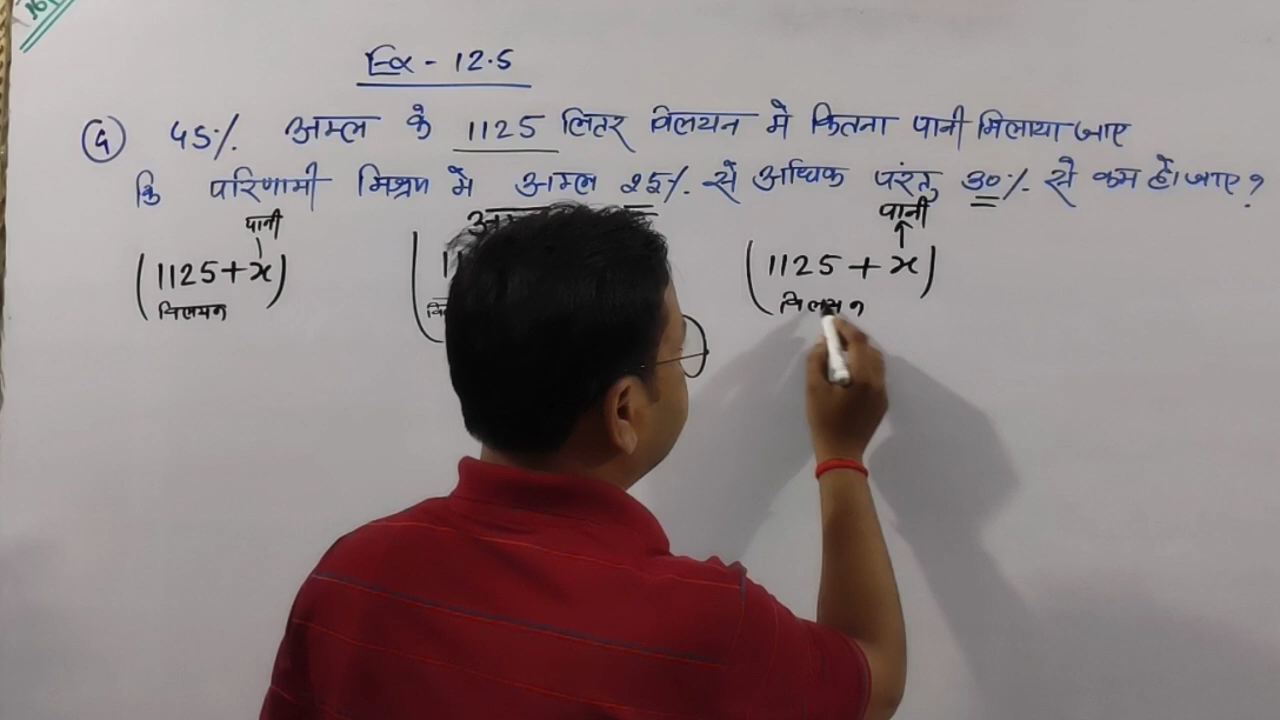 Ex - 12.5
④ 45% अम्ल के 1125 लिटर विलयन मे कितना पानी मिलाया जाए
कि परिणामी मिश्रण मे अम्ल 25% से अधिक परंतु 30% से कम हो जाए?
पानी पानी
(1125+x) (1125 + x)
विलयन विलयन